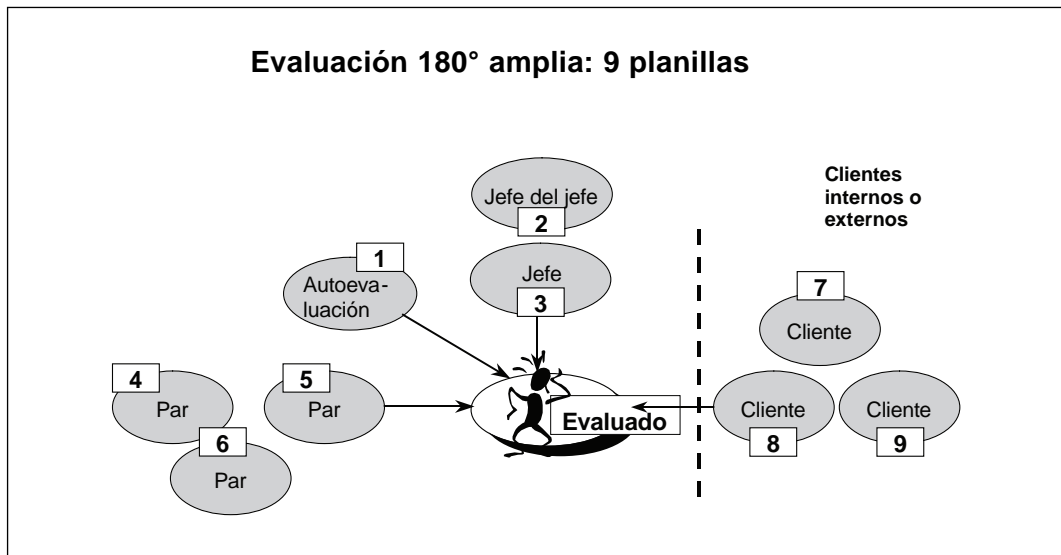 Evaluación 180° amplia: 9 planillas
Clientes
internos o
externos
Jefe del jefe
2
1
Autoeva-
luación
Jefe
3
7
Cliente
4
Par
5
Par
6
Par
Evaluado
Cliente
8
Cliente
9